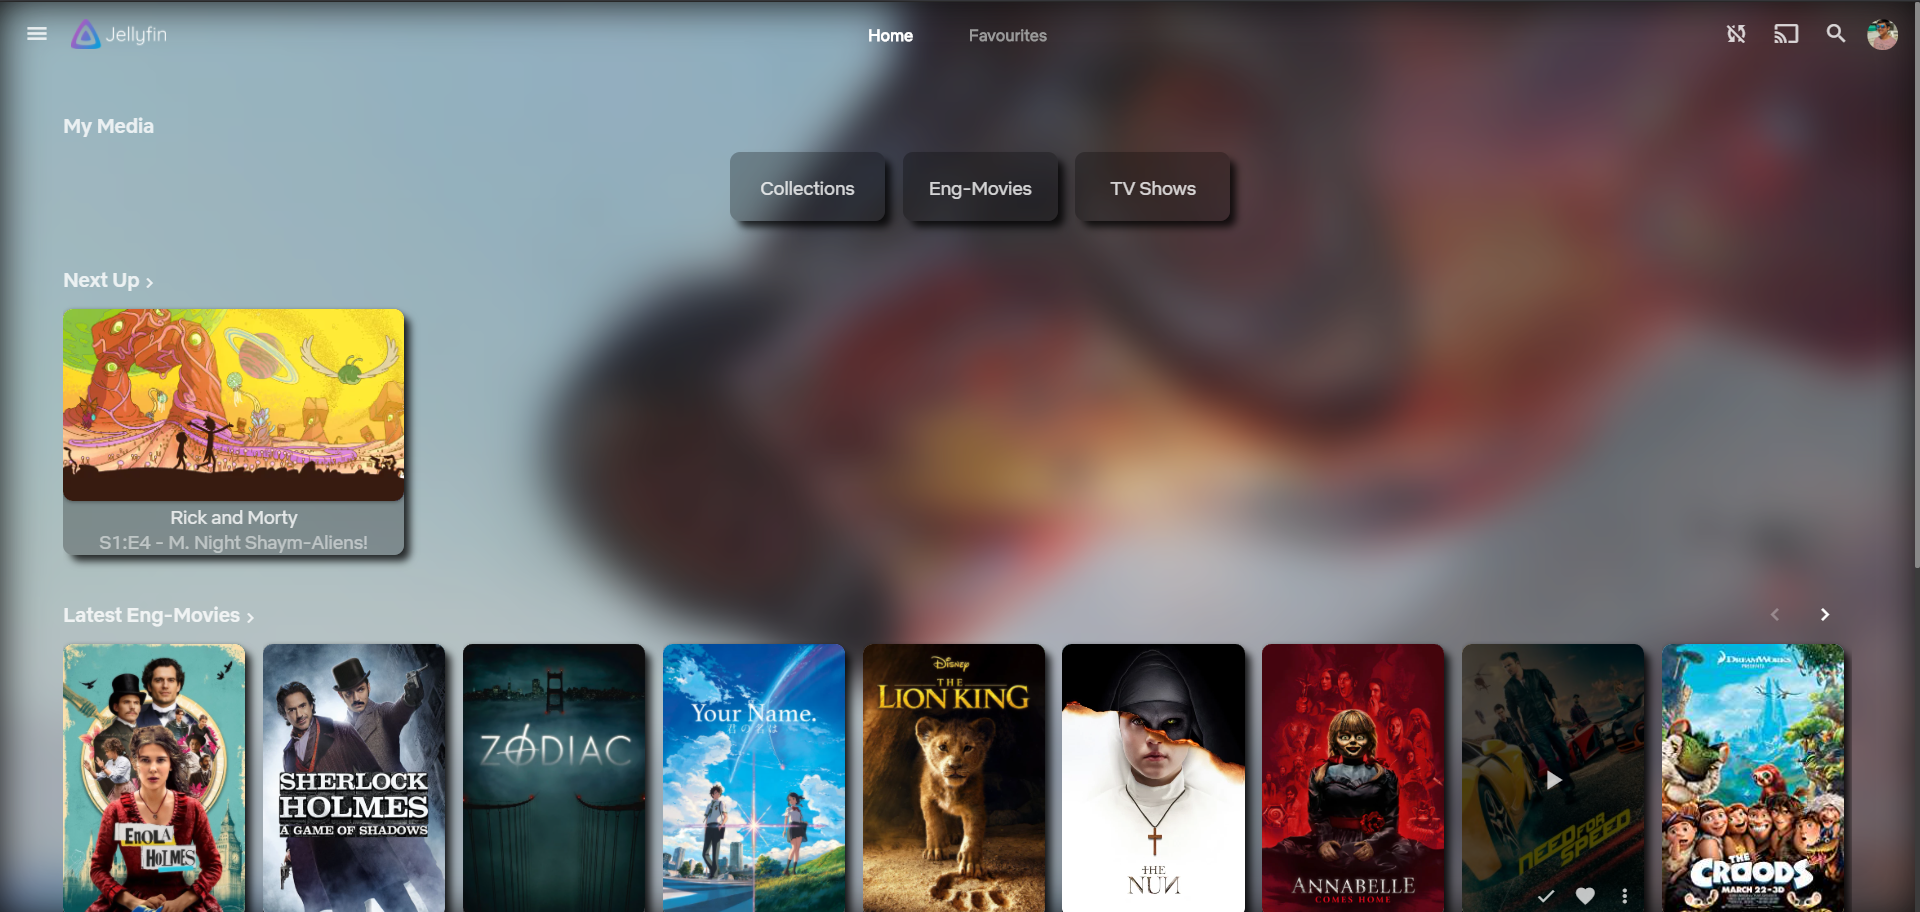 Jellyfin
Home
Favourites
My Media
Collections
Eng-Movies
TV Shows
Next Up
Rick and Morty
S1:E4 - M. Night Shaym-Aliens!
Latest Eng-Movies
ENOLA
HOLMES
SHERLOCK
HOLMES
A GAME OF SHADOWS
ZODIAC
Your Name.
君の名は
Disney
THE
LION KING
THE
NUN
ANNABELLE
COMES HOME
NEED FOR
SPEED
DREAMWORKS
PRESENTS
THE
CROODS
MARCH 22 - 3D